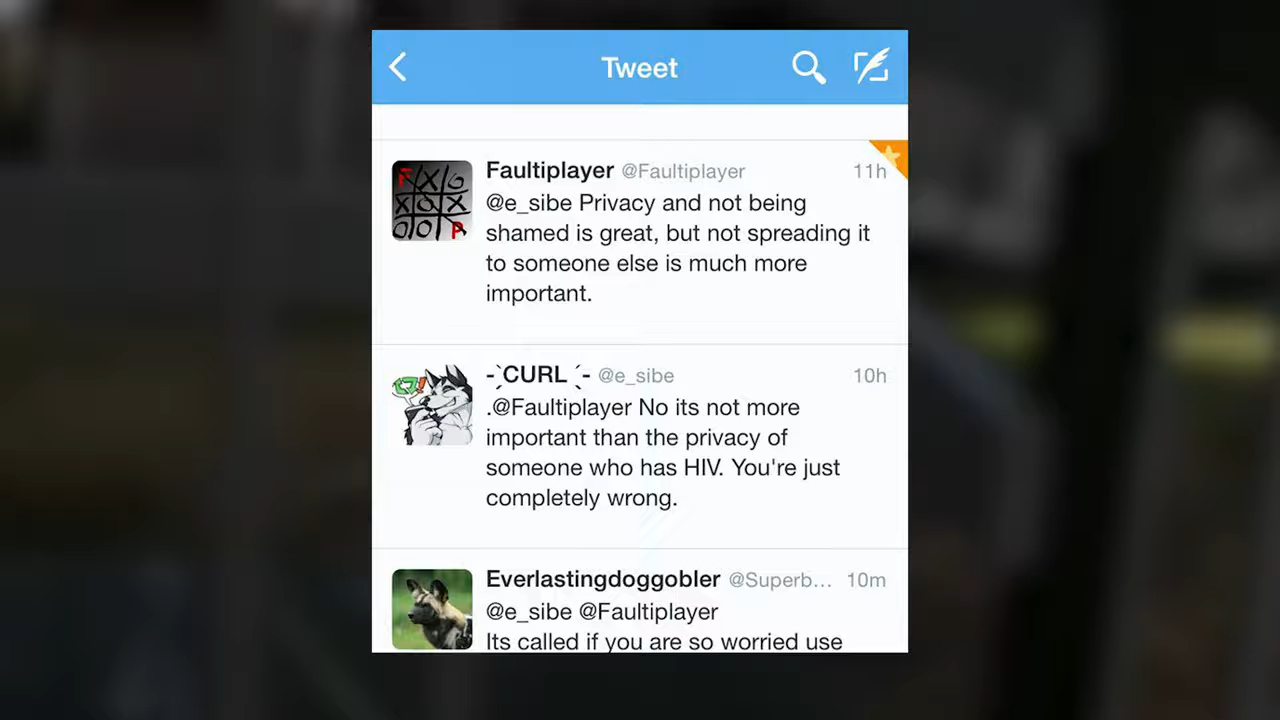 Tweet
Faultiplayer @Faultiplayer 11h
@e_sibe Privacy and not being
shamed is great, but not spreading it
to someone else is much more
important.
-`҉CURL ҉´- @e_sibe 10h
.@Faultiplayer No its not more
important than the privacy of
someone who has HIV. You're just
completely wrong.
Everlastingdoggobler @Superb... 10m
@e_sibe @Faultiplayer
Its called if you are so worried use